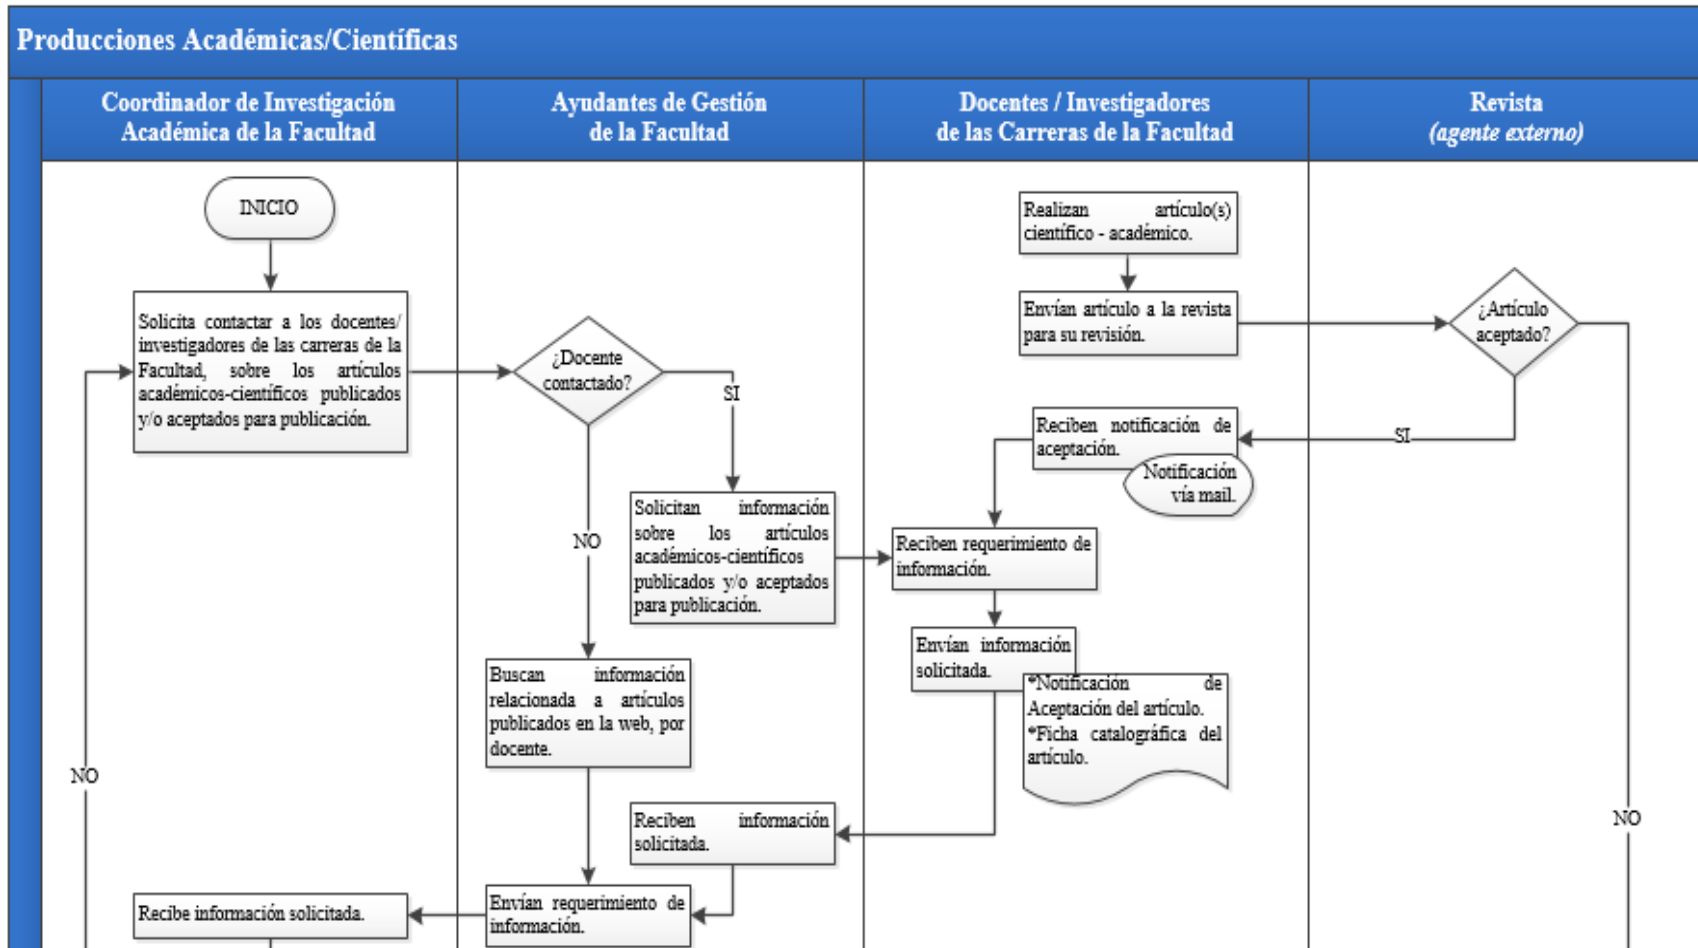 Producciones Académicas/Científicas
Coordinador de Investigación
Académica de la Facultad
Ayudantes de Gestión
de la Facultad
Docentes / Investigadores
de las Carreras de la Facultad
Revista
(agente externo)
INICIO
Solicita contactar a los docentes/
investigadores de las carreras de la
Facultad, sobre los artículos
académicos-científicos publicados
y/o aceptados para publicación.
¿Docente
contactado?
SI
NO
Solicitan información
sobre los artículos
académicos-científicos
publicados y/o aceptados
para publicación.
Buscan información
relacionada a artículos
publicados en la web, por
docente.
Reciben información
solicitada.
Envían requerimiento de
información.
Recibe información solicitada.
NO
Realizan artículo(s)
científico - académico.
Envían artículo a la revista
para su revisión.
¿Artículo
aceptado?
SI
NO
Reciben notificación de
aceptación.
Notificación
vía mail.
Reciben requerimiento de
información.
Envían información
solicitada.
*Notificación de
Aceptación del artículo.
*Ficha catalográfica del
artículo.